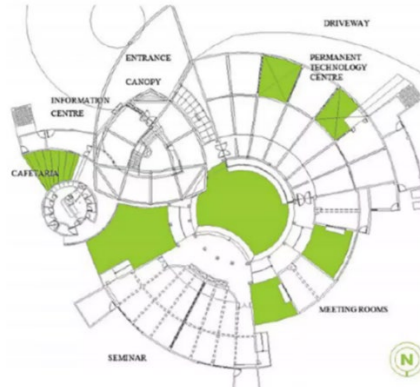 DRIVEWAY
ENTRANCE
CANOPY
PERMANENT
TECHNOLOGY
CENTRE
INFORMATION
CENTRE
CAFETARIA
MEETING ROOMS
SEMINAR
N